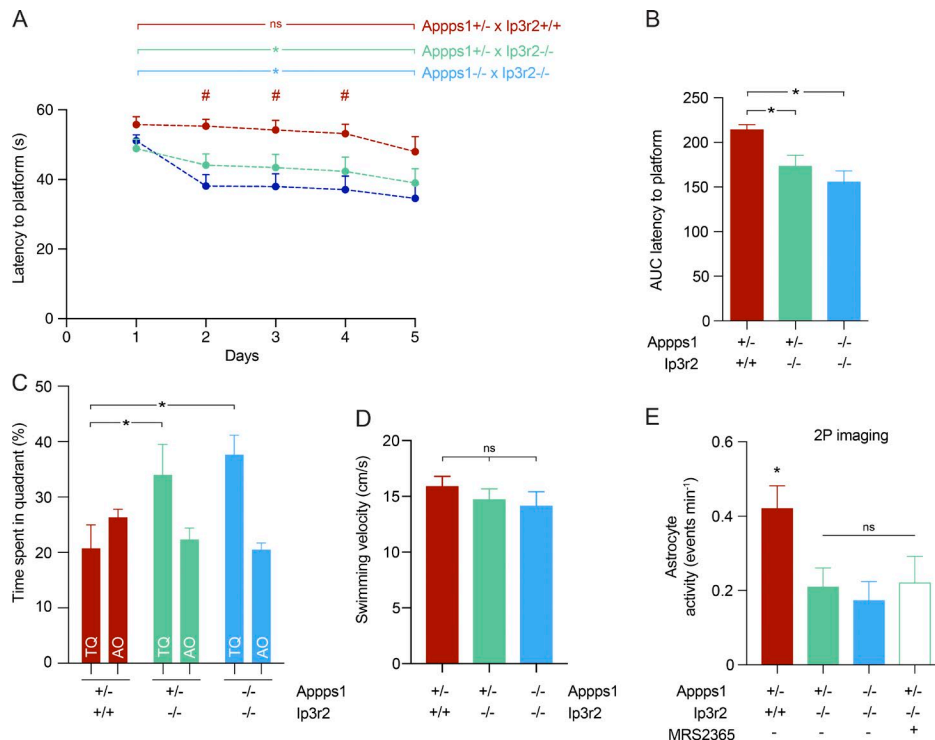 A
ns
Appps1+/- x Ip3r2+/+
*
Appps1+/- x Ip3r2-/-
*
Appps1-/- x Ip3r2-/-
# # #
Latency to platform (s)
60
40
20
0
0 1 2 3 4 5
Days
B
*
*
AUC latency to platform
250
200
150
100
50
0
Appps1 +/- +/- -/-
Ip3r2 +/+ -/- -/-
C
*
*
Time spent in quadrant (%)
50
40
30
20
10
0
TQ AO TQ AO TQ AO
+/- +/- -/- Appps1
+/+ -/- -/- Ip3r2
D
ns
Swimming velocity (cm/s)
20
15
10
5
0
+/- +/- -/- Appps1
+/+ -/- -/- Ip3r2
E
2P imaging
*
ns
Astrocyte
activity (events min-1)
0.6
0.4
0.2
0
Appps1 +/- +/- -/- +/-
Ip3r2 +/+ -/- -/- -/-
MRS2365 - - - +